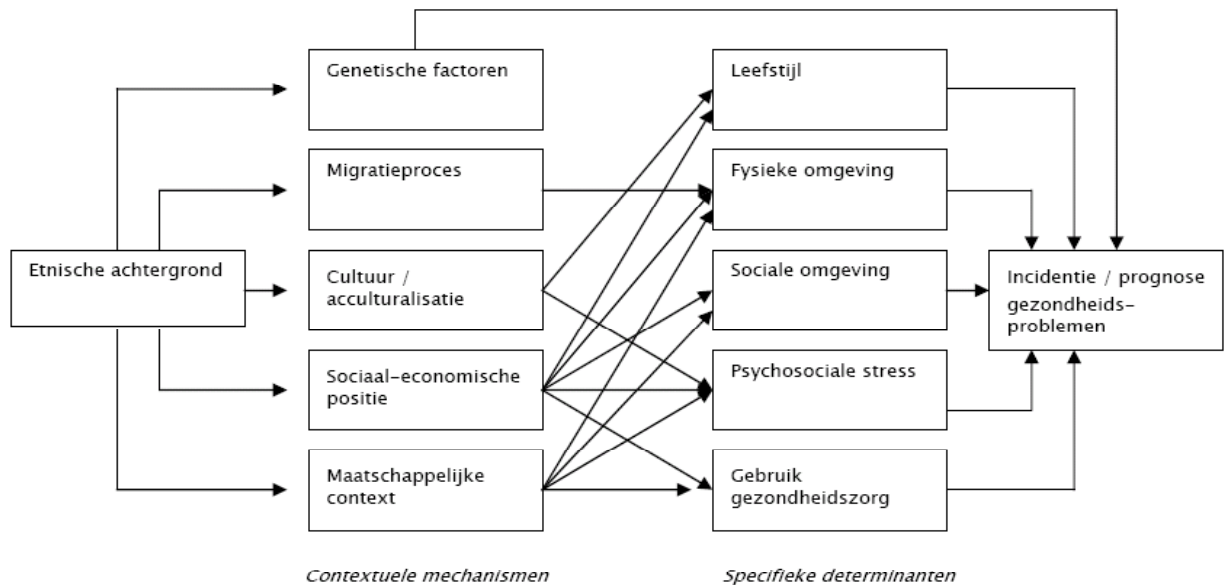 Genetische factoren
Leefstijl
Migratieproces
Fysieke omgeving
Etnische achtergrond
Cultuur /
acculturalisatie
Sociale omgeving
Incidentie / prognose
gezondheids-
problemen
Sociaal-economische
positie
Psychosociale stress
Maatschappelijke
context
Gebruik
gezondheidszorg
Contextuele mechanismen
Specifieke determinanten